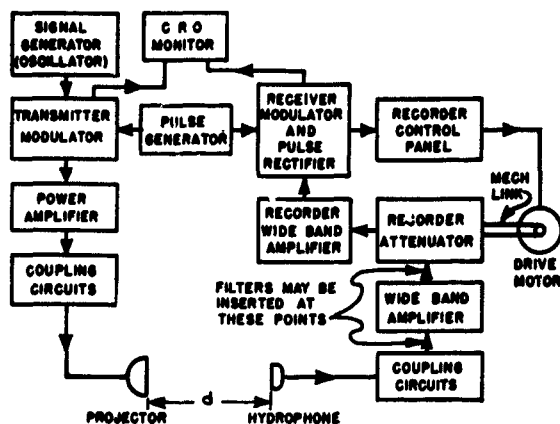 SIGNAL
GENERATOR
(OSCILLATOR)
C R O
MONITOR
TRANSMITTER
MODULATOR
PULSE
GENERATOR
RECEIVER
MODULATOR
AND
PULSE
RECTIFIER
RECORDER
CONTROL
PANEL
MECH
LINK
POWER
AMPLIFIER
RECORDER
WIDE BAND
AMPLIFIER
RECORDER
ATTENUATOR
DRIVE
MOTOR
COUPLING
CIRCUITS
FILTERS MAY BE
INSERTED AT
THESE POINTS
WIDE BAND
AMPLIFIER
COUPLING
CIRCUITS
d
PROJECTOR
HYDROPHONE